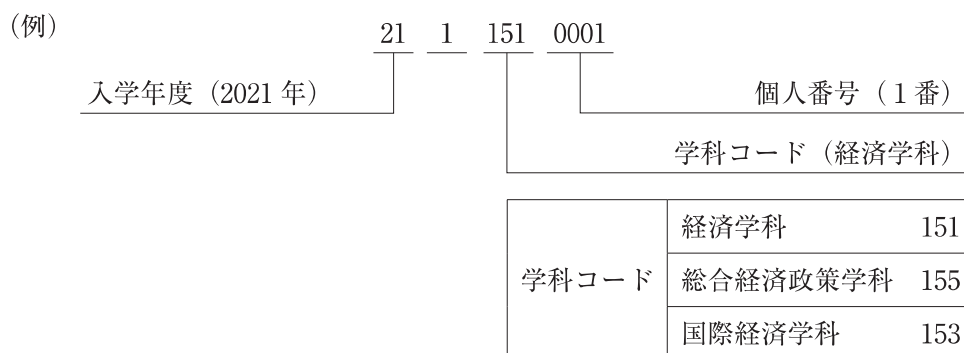 (例)
21 1 151 0001
入学年度（2021年）
個人番号（1番）
学科コード（経済学科）
経済学科 151
学科コード 総合経済政策学科 155
国際経済学科 153